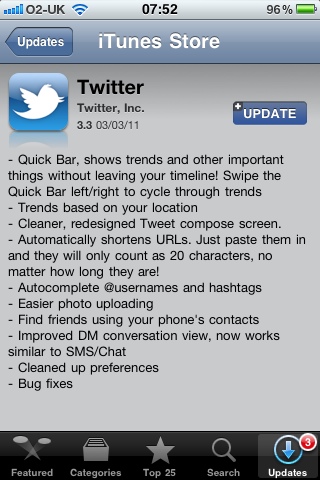 O2-UK 07:52 96%
Updates iTunes Store
Twitter
Twitter, Inc.
3.3 03/03/11
UPDATE
- Quick Bar, shows trends and other important
things without leaving your timeline! Swipe the
Quick Bar left/right to cycle through trends
- Trends based on your location
- Cleaner, redesigned Tweet compose screen.
- Automatically shortens URLs. Just paste them in
and they will only count as 20 characters, no
matter how long they are!
- Autocomplete @usernames and hashtags
- Easier photo uploading
- Find friends using your phone's contacts
- Improved DM conversation view, now works
similar to SMS/Chat
- Cleaned up preferences
- Bug fixes
3
Featured Categories Top 25 Search Updates